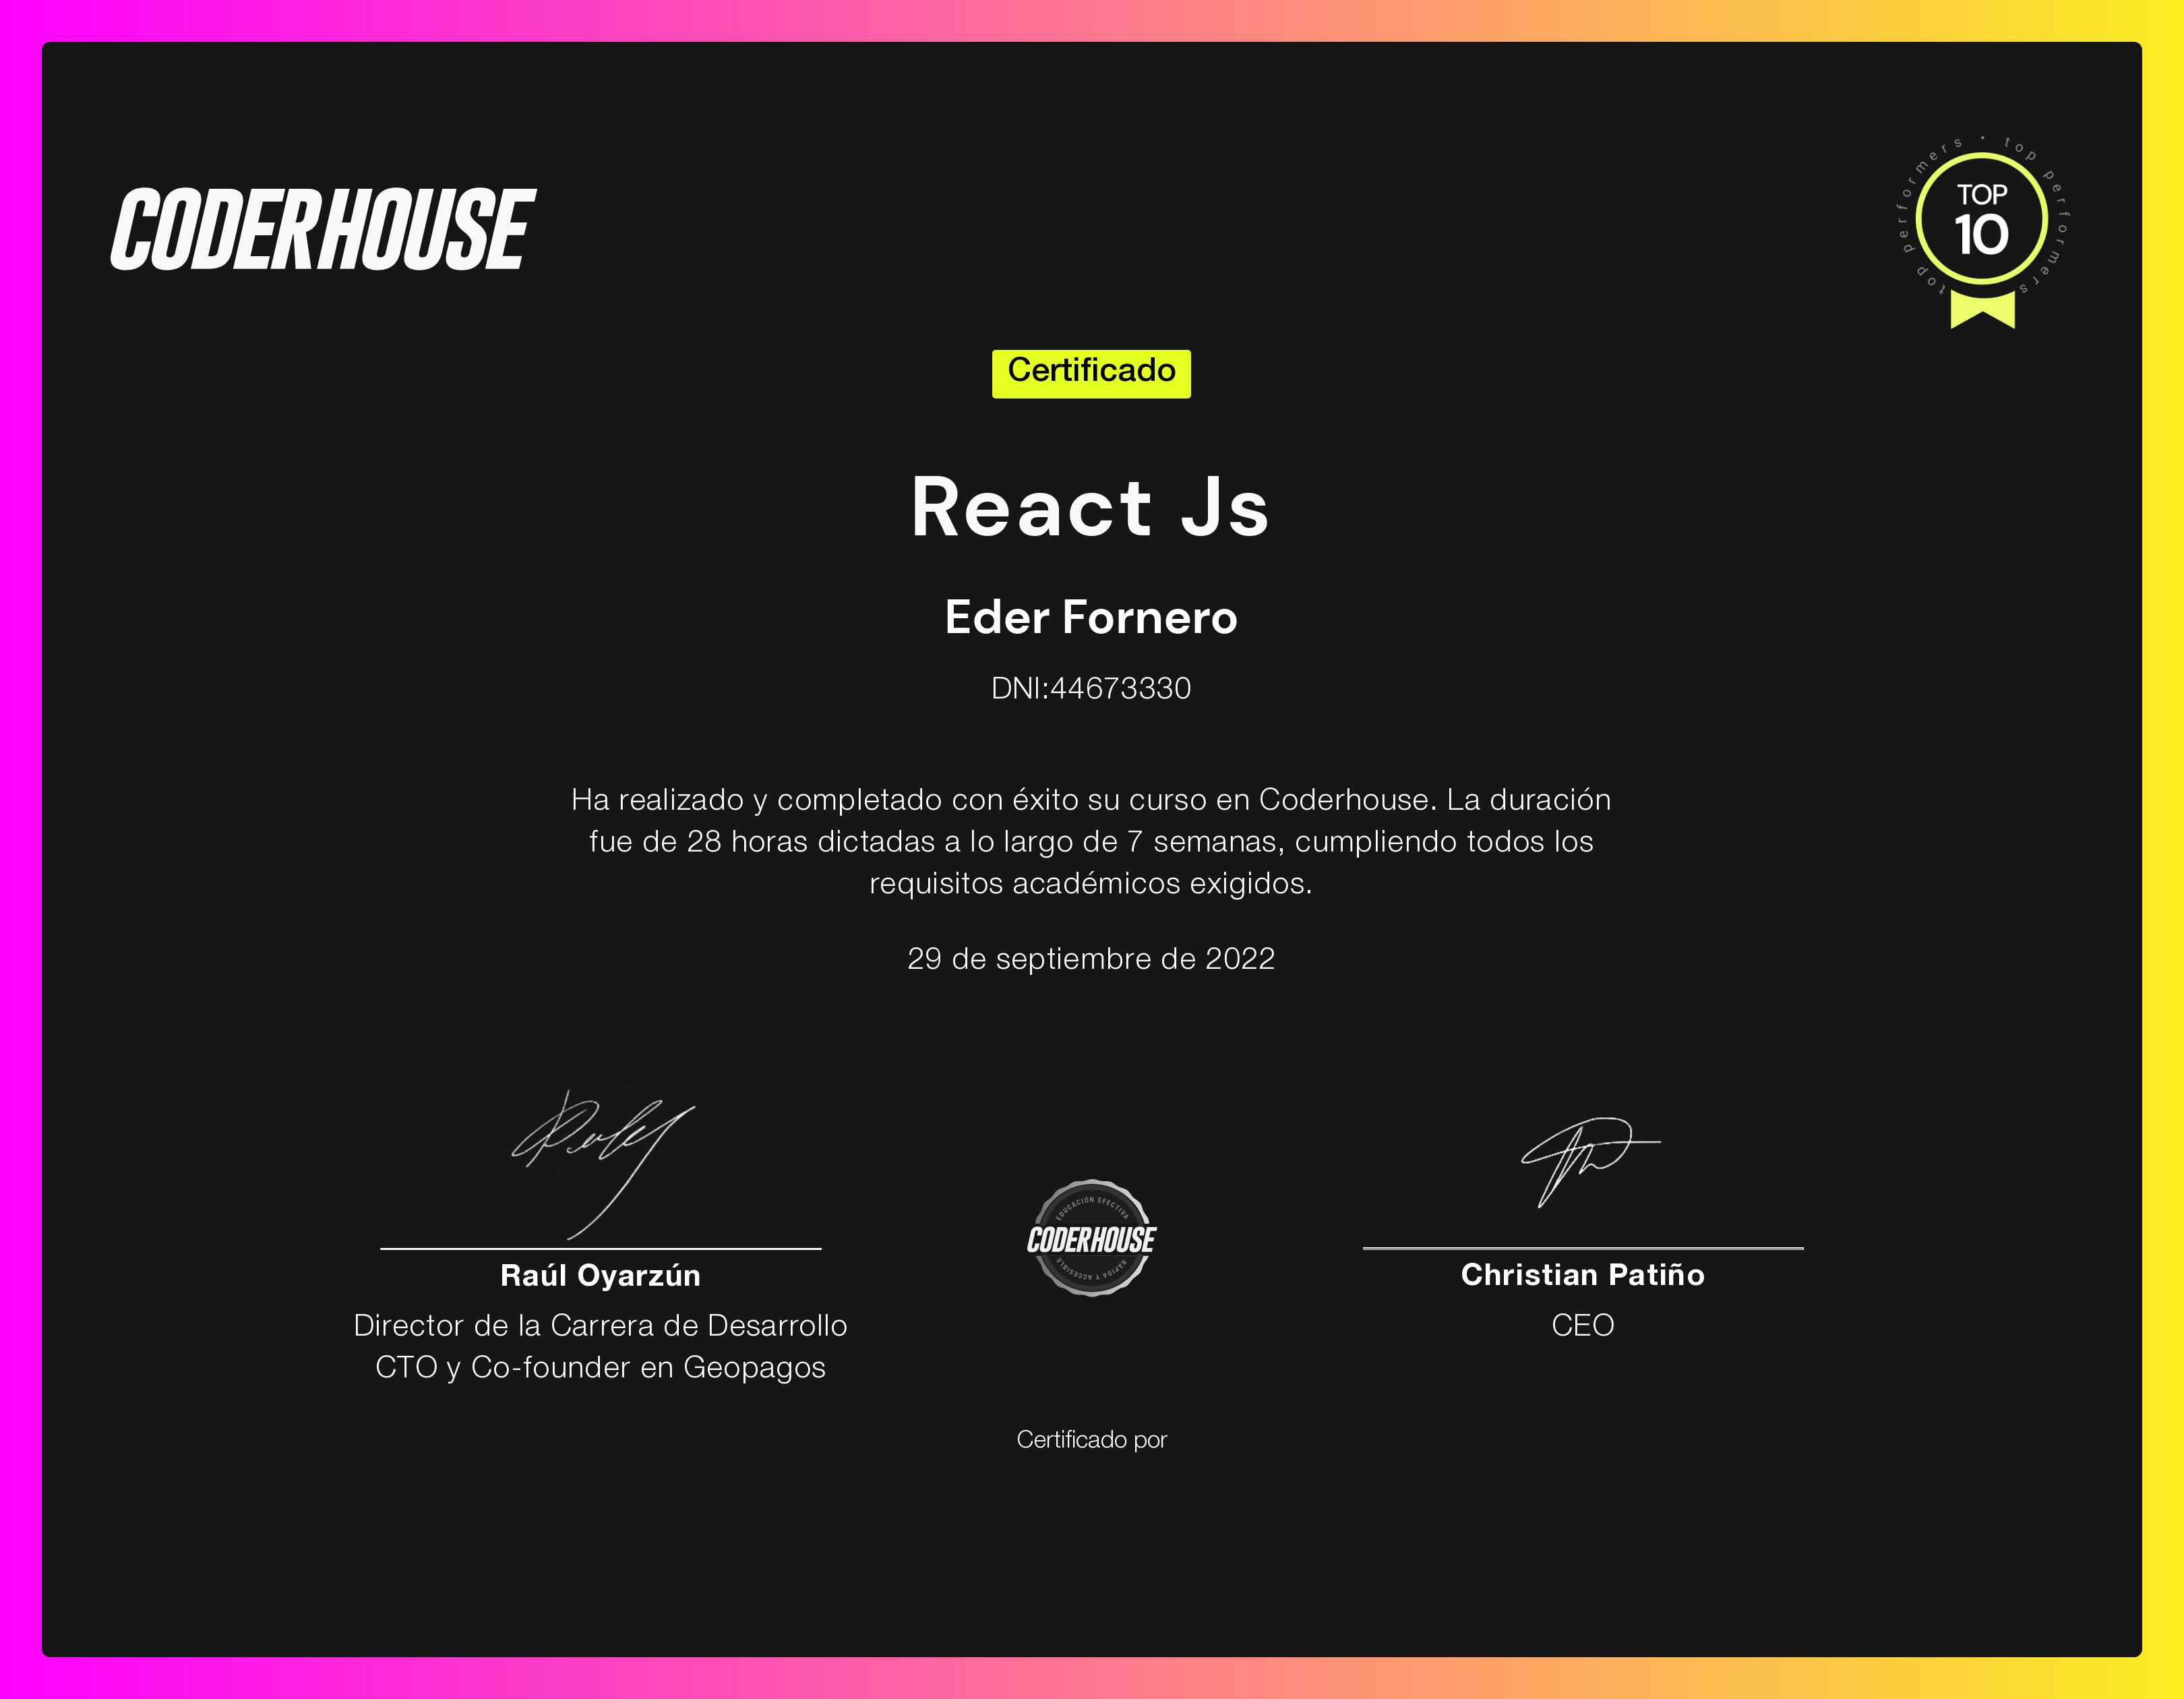 CODERHOUSE
top performers • top performers
TOP
10
Certificado
React Js
Eder Fornero
DNI:44673330
Ha realizado y completado con éxito su curso en Coderhouse. La duración
fue de 28 horas dictadas a lo largo de 7 semanas, cumpliendo todos los
requisitos académicos exigidos.
29 de septiembre de 2022
Raúl Oyarzún
Director de la Carrera de Desarrollo
CTO y Co-founder en Geopagos
EDUCACIÓN EFECTIVA
CODERHOUSE
RAPIDA Y ACCESIBLE
Christian Patiño
CEO
Certificado por